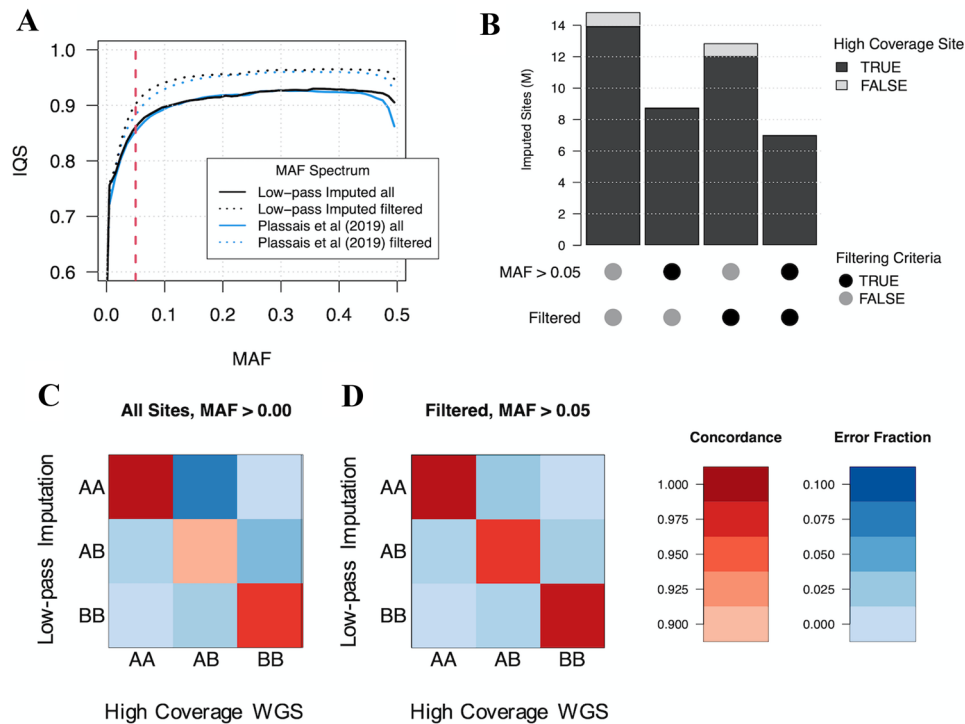 A
1.0
0.9
0.8
0.7
0.6
IQS
0.0 0.1 0.2 0.3 0.4 0.5
MAF
MAF Spectrum
Low-pass Imputed all
Low-pass Imputed filtered
Plassais et al (2019) all
Plassais et al (2019) filtered
B
14
12
10
8
6
4
2
0
Imputed Sites (M)
High Coverage Site
TRUE
FALSE
MAF > 0.05
Filtered
Filtering Criteria
TRUE
FALSE
C
All Sites, MAF > 0.00
Low-pass Imputation
AA
AB
BB
AA AB BB
High Coverage WGS
D
Filtered, MAF > 0.05
Low-pass Imputation
AA
AB
BB
AA AB BB
High Coverage WGS
Concordance
1.000
0.975
0.950
0.925
0.900
Error Fraction
0.100
0.075
0.050
0.025
0.000